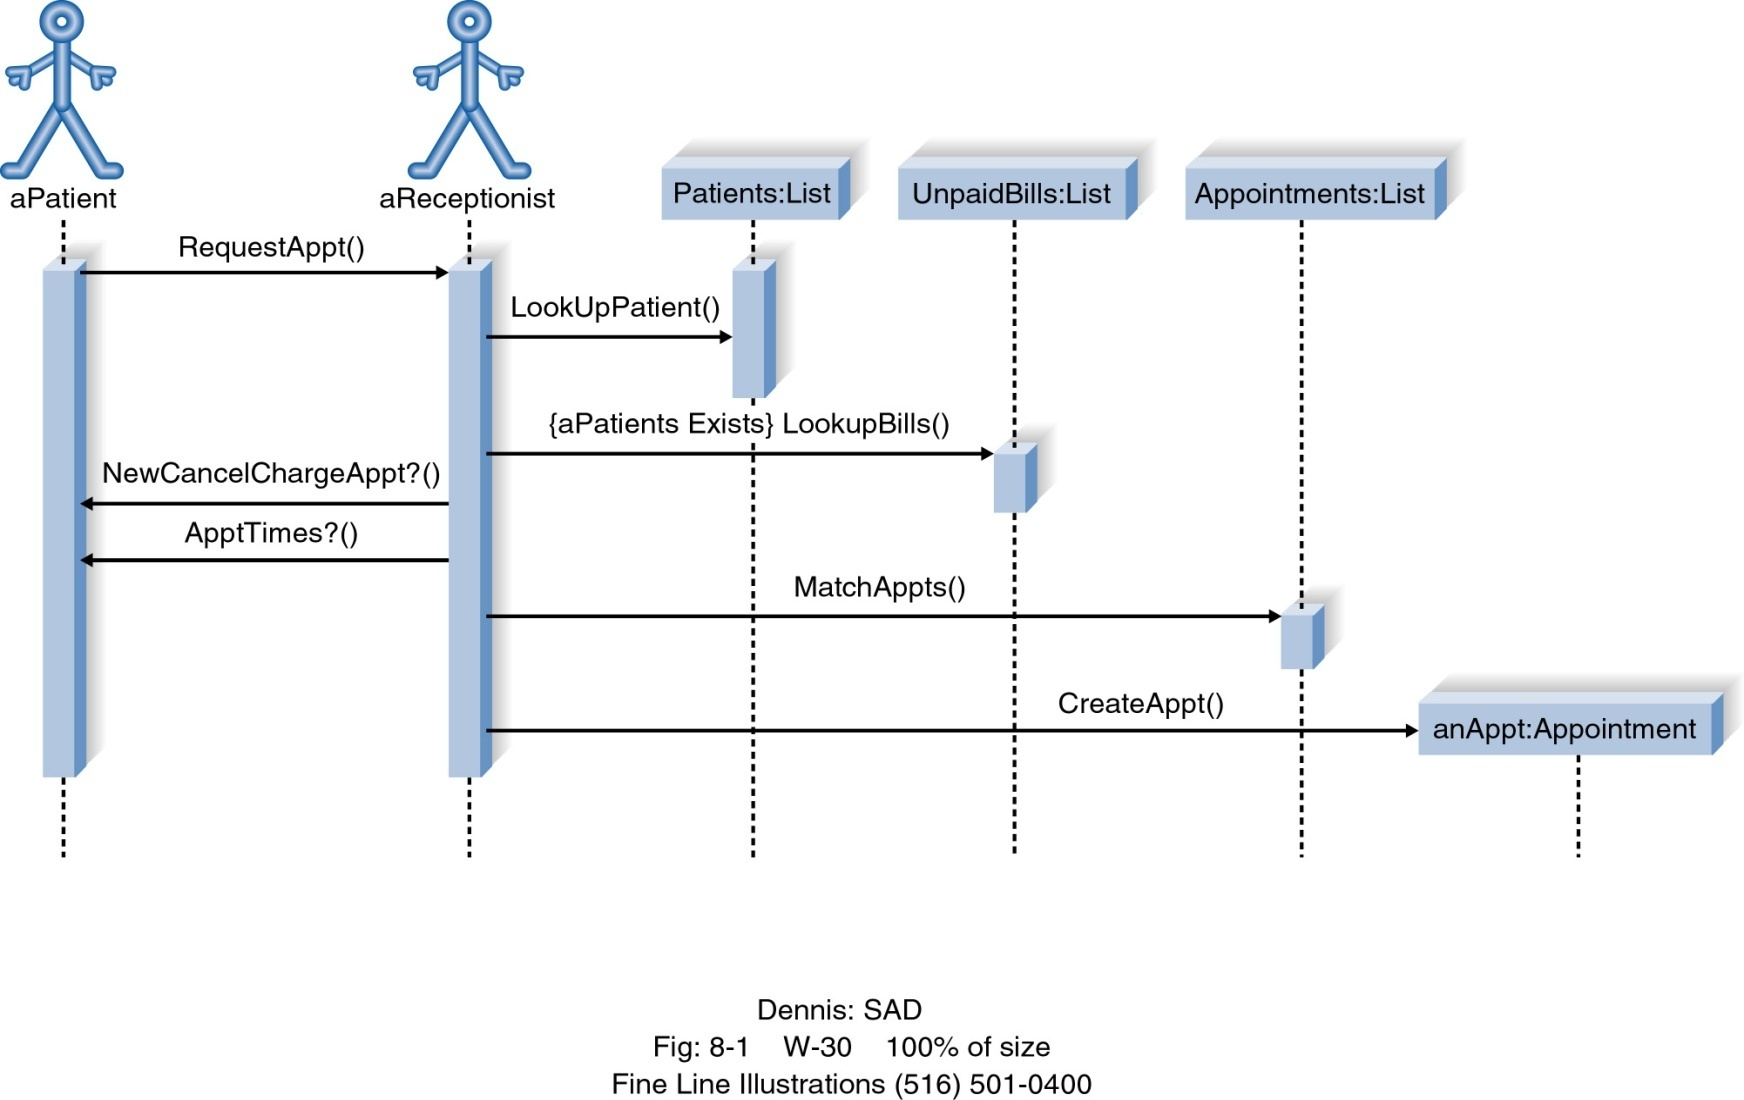 aPatient
aReceptionist
Patients:List
UnpaidBills:List
Appointments:List
RequestAppt()
LookUpPatient()
{aPatients Exists} LookupBills()
NewCancelChargeAppt?()
ApptTimes?()
MatchAppts()
CreateAppt()
anAppt:Appointment
Dennis: SAD
Fig: 8-1 W-30 100% of size
Fine Line Illustrations (516) 501-0400